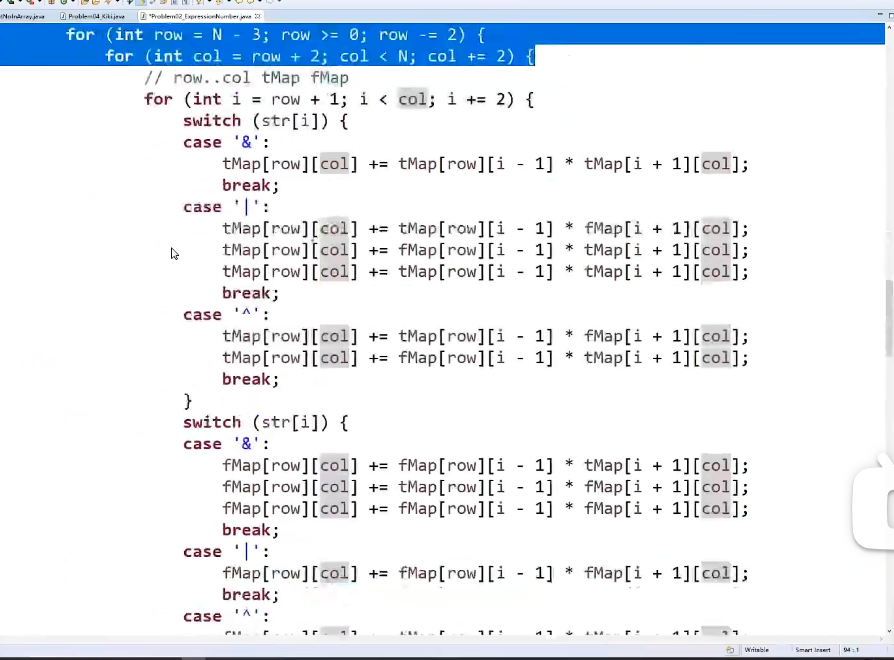 tNoInArray.java Problem04_Kiki.java *Problem02_ExpressionNumber.java
for (int row = N - 3; row >= 0; row -= 2) {
for (int col = row + 2; col < N; col += 2) {
// row..col tMap fMap
for (int i = row + 1; i < col; i += 2) {
switch (str[i]) {
case '&':
tMap[row][col] += tMap[row][i - 1] * tMap[i + 1][col];
break;
case '|':
tMap[row][col] += tMap[row][i - 1] * fMap[i + 1][col];
tMap[row][col] += fMap[row][i - 1] * tMap[i + 1][col];
tMap[row][col] += tMap[row][i - 1] * tMap[i + 1][col];
break;
case '^':
tMap[row][col] += tMap[row][i - 1] * fMap[i + 1][col];
tMap[row][col] += fMap[row][i - 1] * tMap[i + 1][col];
break;
}
switch (str[i]) {
case '&':
fMap[row][col] += fMap[row][i - 1] * tMap[i + 1][col];
fMap[row][col] += tMap[row][i - 1] * fMap[i + 1][col];
fMap[row][col] += fMap[row][i - 1] * fMap[i + 1][col];
break;
case '|':
fMap[row][col] += fMap[row][i - 1] * fMap[i + 1][col];
break;
case '^':
Writable Smart Insert 94 : 1